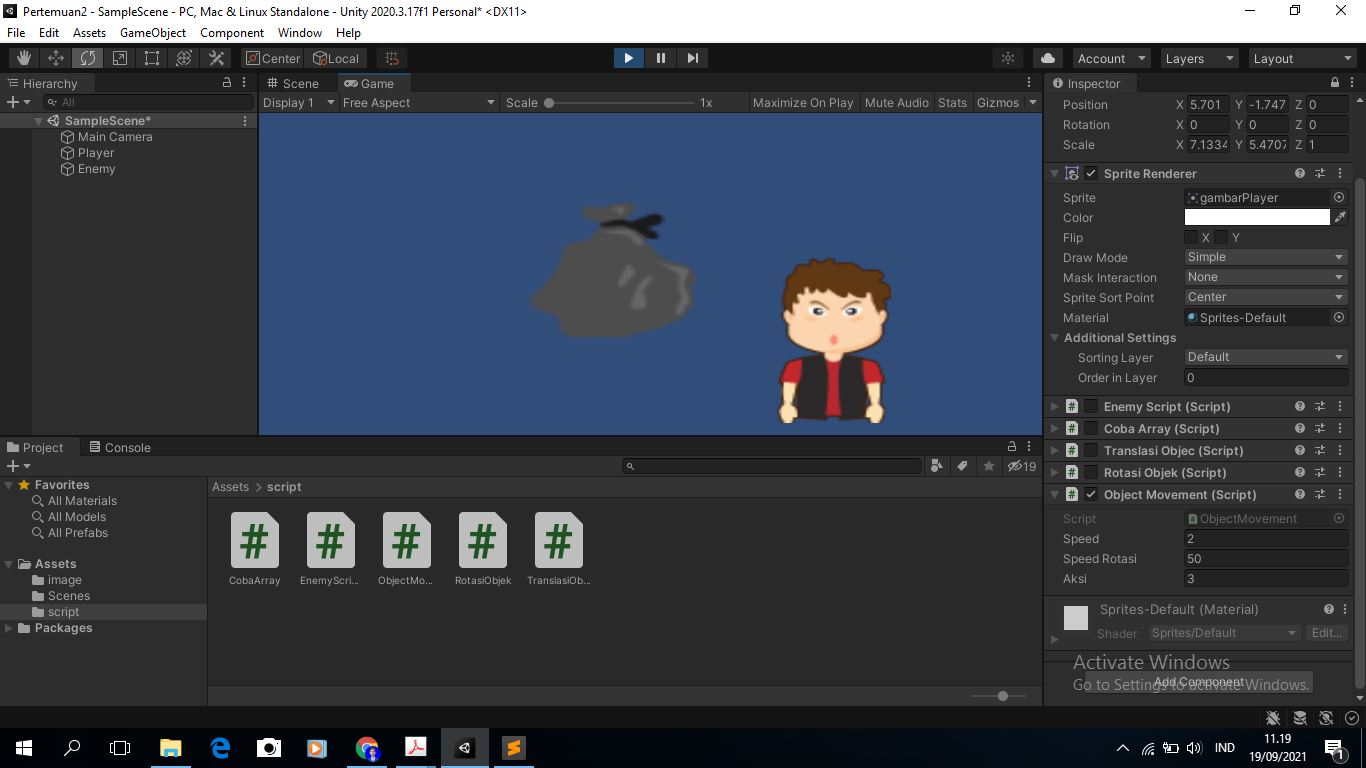 Pertemuan2 - SampleScene - PC, Mac & Linux Standalone - Unity 2020.3.17f1 Personal* <DX11>
File Edit Assets GameObject Component Window Help
Center Local Account Layers Layout
Hierarchy
All
SampleScene*
Main Camera
Player
Enemy
Scene Game
Display 1 Free Aspect Scale 1x Maximize On Play Mute Audio Stats Gizmos
Inspector
Position X 5.701 Y -1.747 Z 0
Rotation X 0 Y 0 Z 0
Scale X 7.1334 Y 5.4707 Z 1
Sprite Renderer
Sprite gambarPlayer
Color
Flip X Y
Draw Mode Simple
Mask Interaction None
Sprite Sort Point Center
Material Sprites-Default
Additional Settings
Sorting Layer Default
Order in Layer 0
# Enemy Script (Script)
# Coba Array (Script)
# Translasi Objec (Script)
# Rotasi Objek (Script)
# Object Movement (Script)
Script ObjectMovement
Speed 2
Speed Rotasi 50
Aksi 3
Sprites-Default (Material)
Shader Sprites/Default Edit...
Add Component
Activate Windows
Go to Settings to activate Windows.
Project Console
19
Favorites
All Materials
All Models
All Prefabs
Assets
image
Scenes
script
Packages
Assets > script
# # # # #
CobaArray EnemyScri... ObjectMo... RotasiObjek TranslasiOb...
IND
11.19
19/09/2021
1